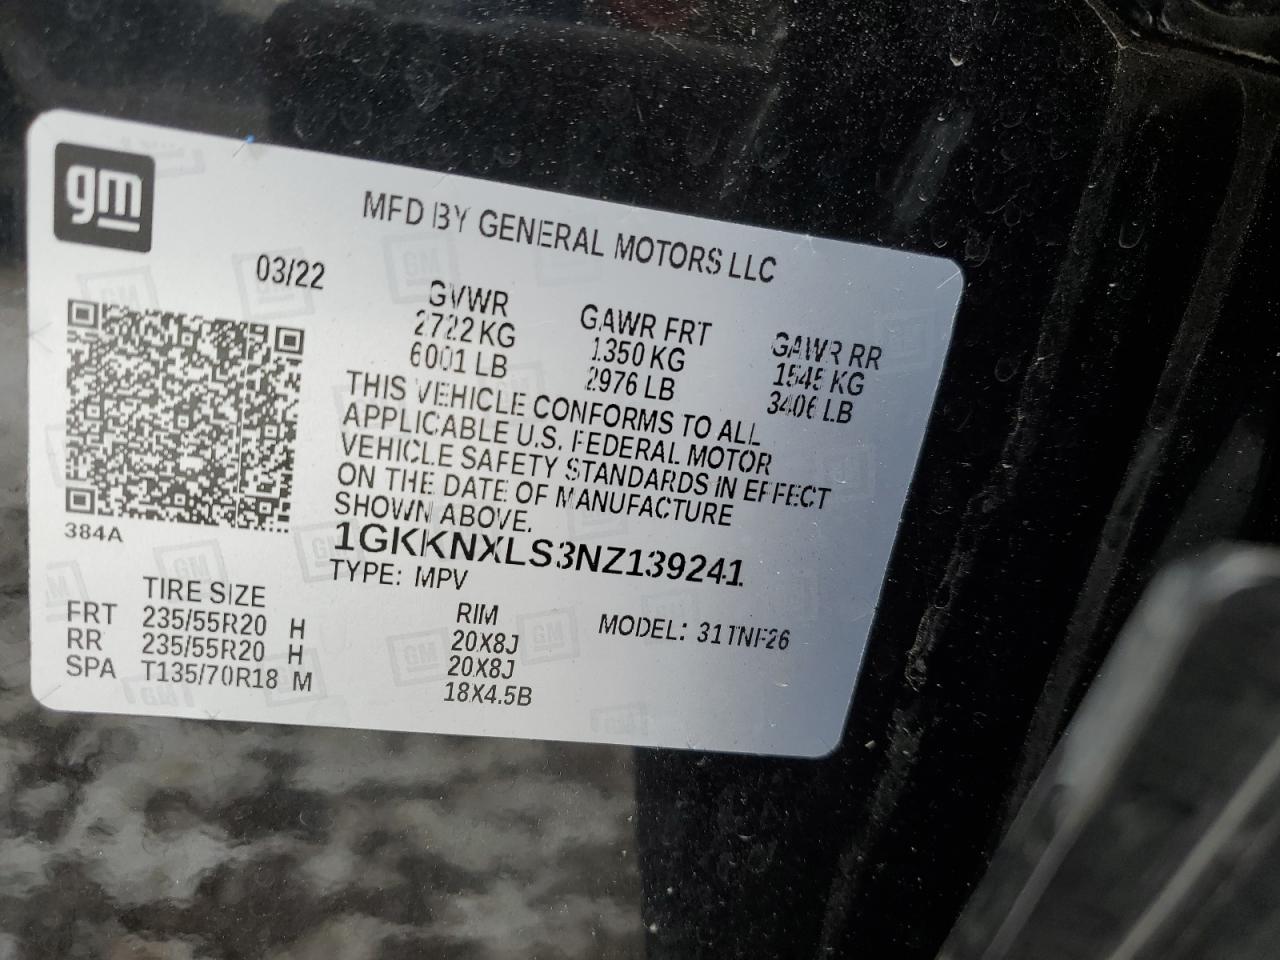 gm
MFD BY GENERAL MOTORS LLC
03/22
GVWR GAWR FRT GAWR RR
2722 KG 1350 KG 1545 KG
6001 LB 2976 LB 3406 LB
THIS VEHICLE CONFORMS TO ALL
APPLICABLE U.S. FEDERAL MOTOR
VEHICLE SAFETY STANDARDS IN EFFECT
ON THE DATE OF MANUFACTURE
SHOWN ABOVE.
384A
1GKKNXLS3NZ139241
TYPE: MPV
TIRE SIZE RIM MODEL: 31TNF26
FRT 235/55R20 H 20X8J
RR 235/55R20 H 20X8J
SPA T135/70R18 M 18X4.5B